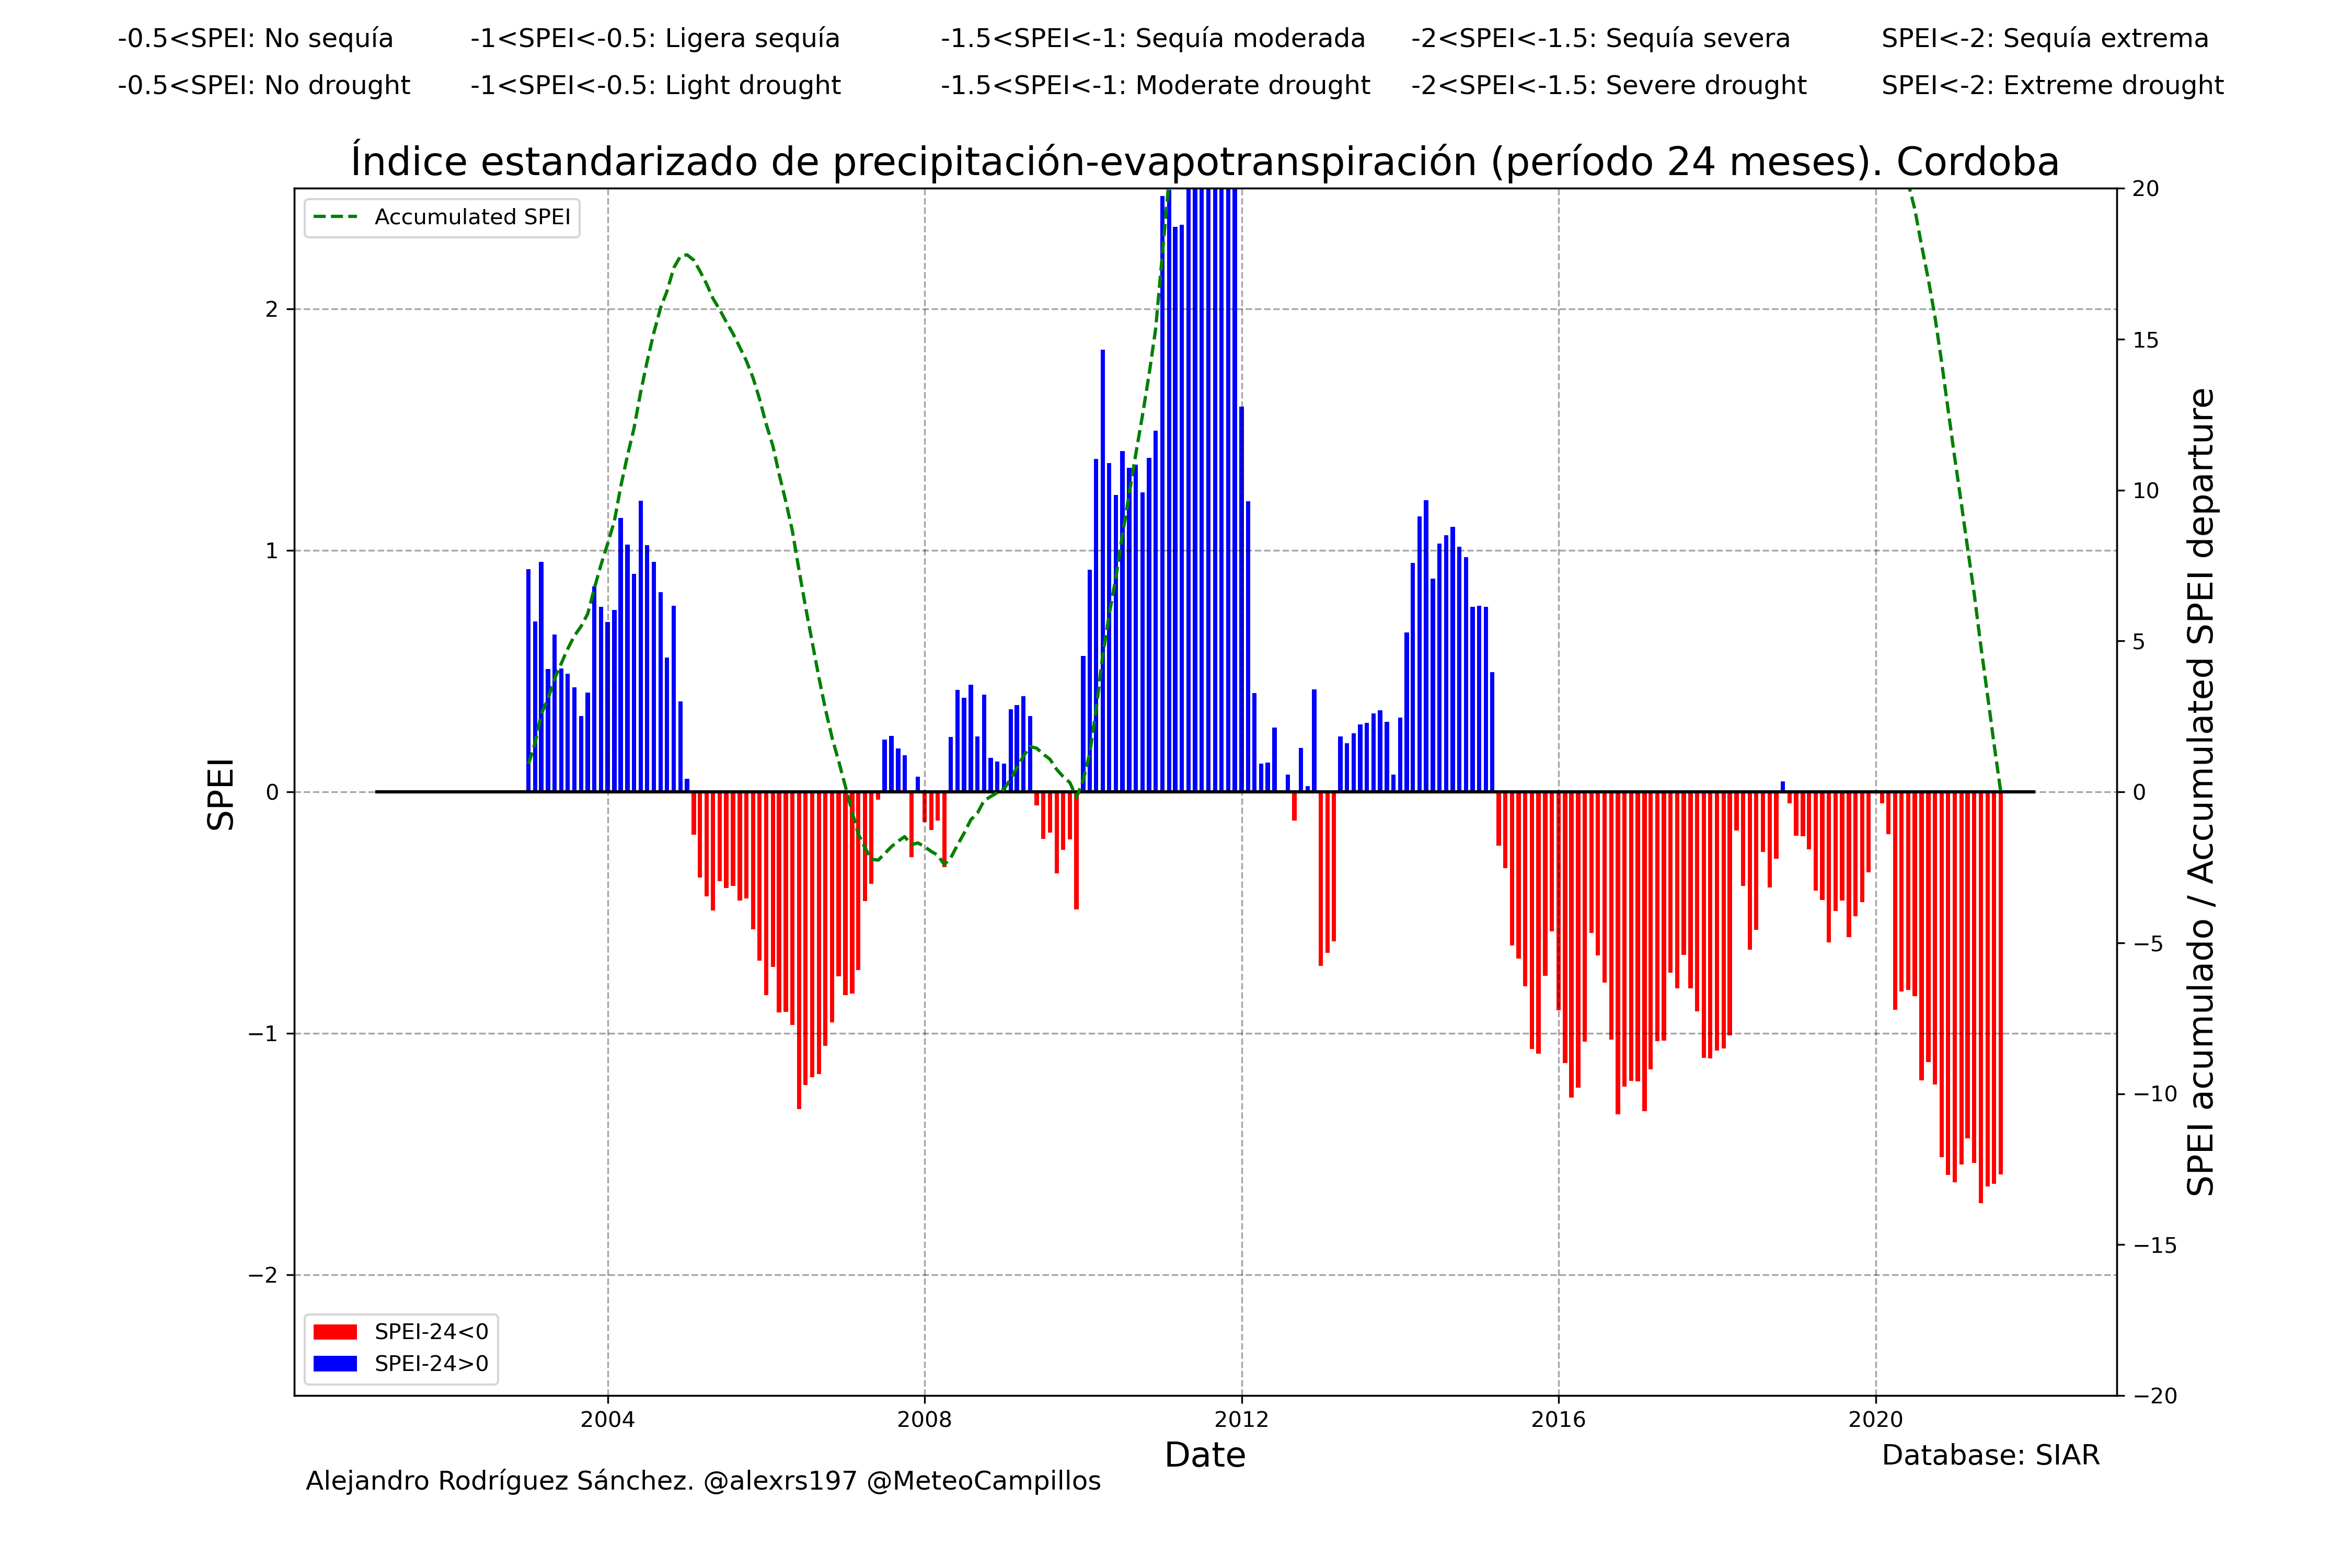 -0.5<SPEI: No sequía -1<SPEI<-0.5: Ligera sequía -1.5<SPEI<-1: Sequía moderada -2<SPEI<-1.5: Sequía severa SPEI<-2: Sequía extrema
-0.5<SPEI: No drought -1<SPEI<-0.5: Light drought -1.5<SPEI<-1: Moderate drought -2<SPEI<-1.5: Severe drought SPEI<-2: Extreme drought
Índice estandarizado de precipitación-evapotranspiración (período 24 meses). Cordoba
Accumulated SPEI
SPEI
2
1
0
−1
−2
20
15
10
5
0
−5
−10
−15
−20
SPEI acumulado / Accumulated SPEI departure
SPEI-24<0
SPEI-24>0
2004 2008 2012 2016 2020
Date
Database: SIAR
Alejandro Rodríguez Sánchez. @alexrs197 @MeteoCampillos